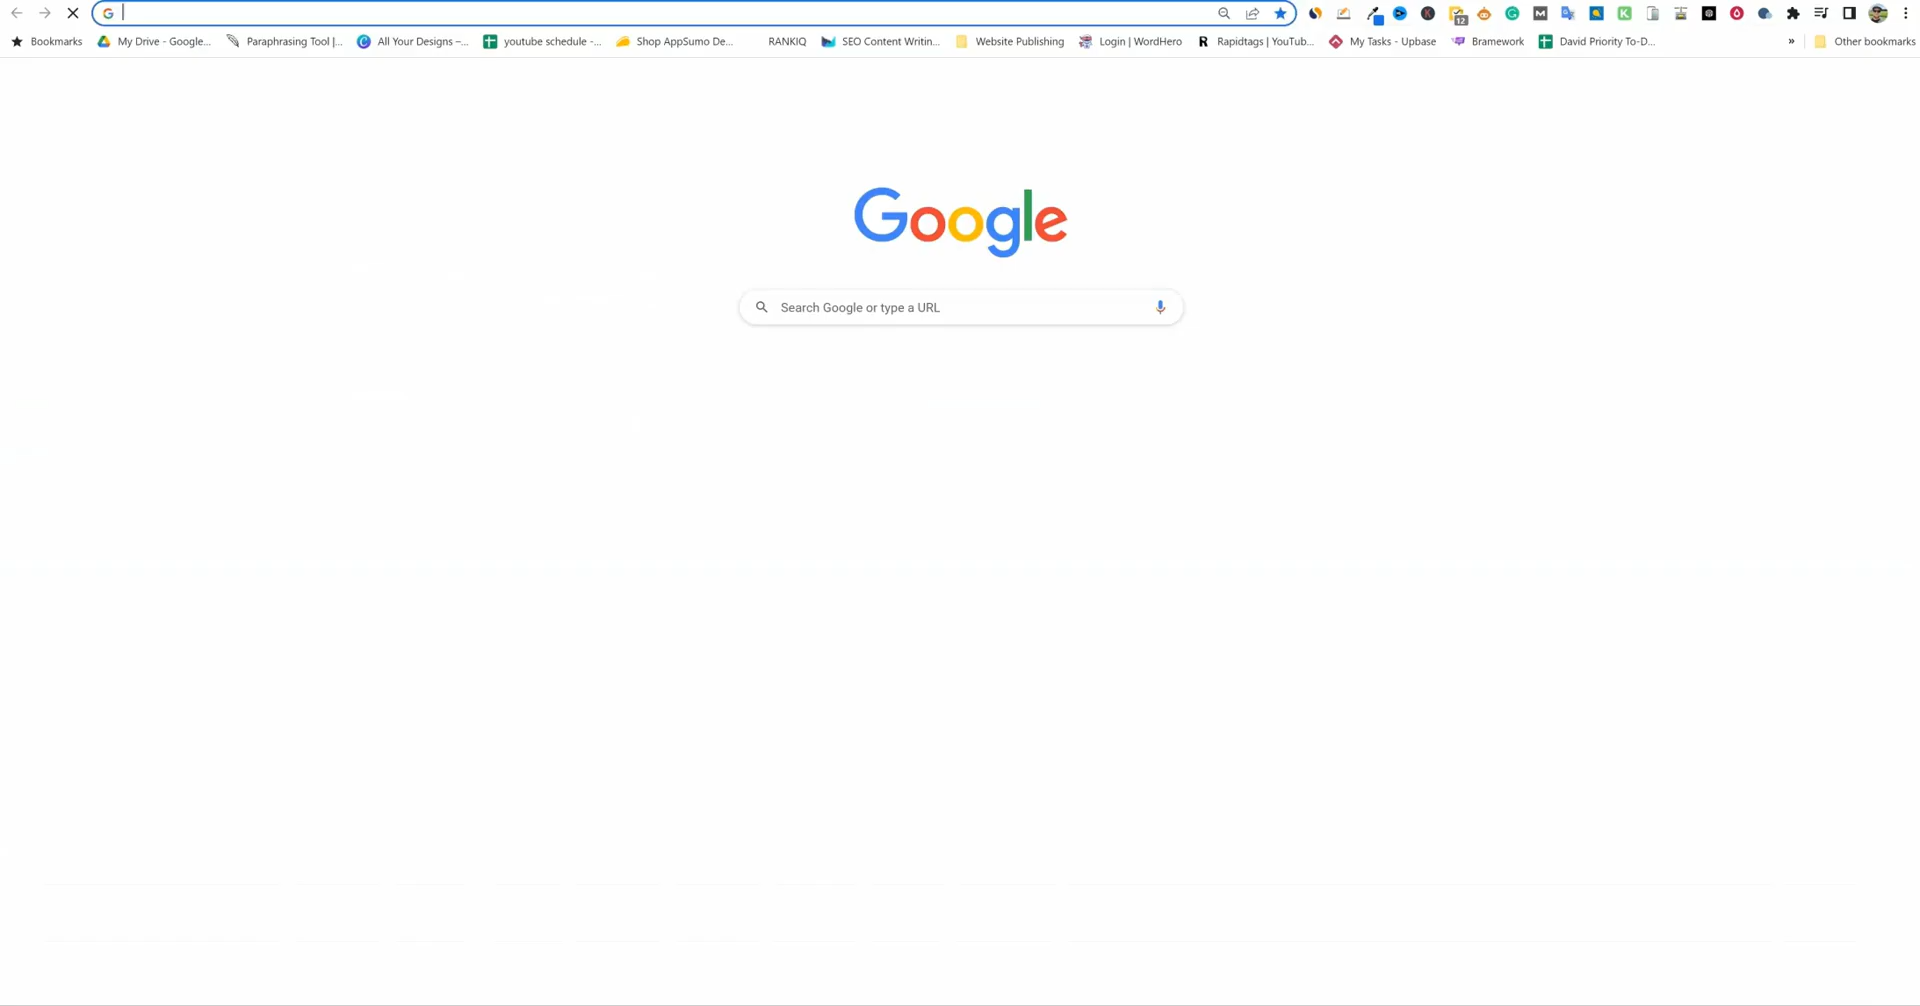 Bookmarks My Drive - Google... Paraphrasing Tool |... All Your Designs –... youtube schedule -... Shop AppSumo De... RANKIQ SEO Content Writin... Website Publishing Login | WordHero Rapidtags | YouTub... My Tasks - Upbase Bramework David Priority To-D... » Other bookmarks
12
Google
Search Google or type a URL